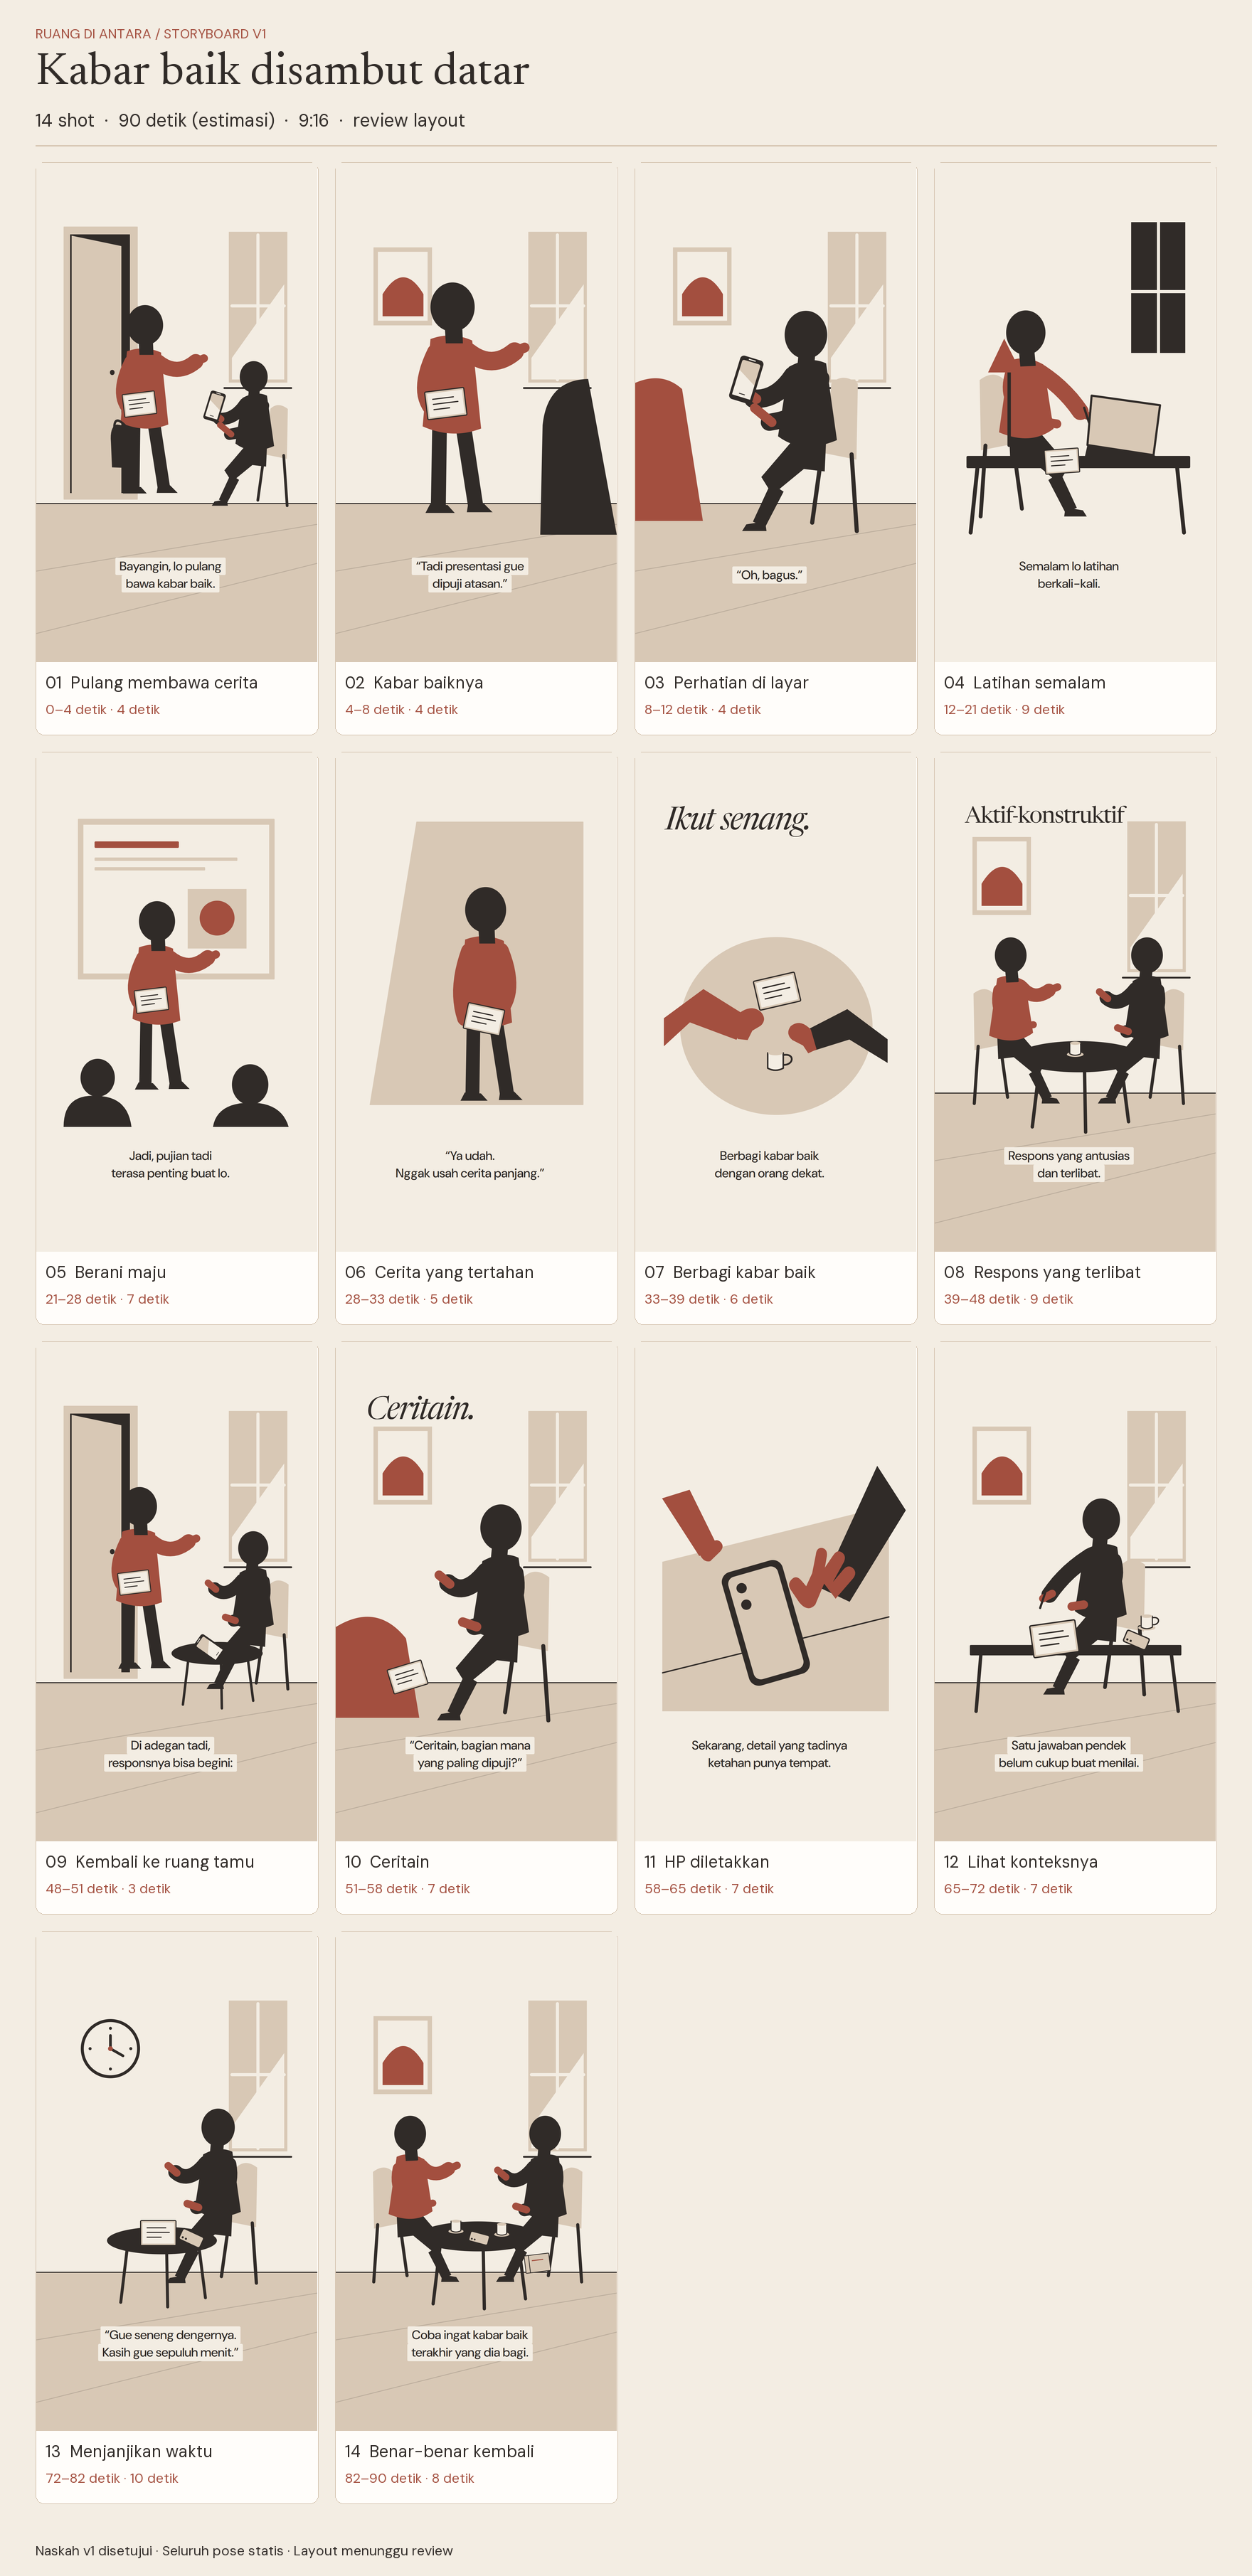 RUANG DI ANTARA / STORYBOARD V1
Kabar baik disambut datar
14 shot · 90 detik (estimasi) · 9:16 · review layout
Bayangin, lo pulang
bawa kabar baik.
01 Pulang membawa cerita
0–4 detik · 4 detik
“Tadi presentasi gue
dipuji atasan.”
02 Kabar baiknya
4–8 detik · 4 detik
“Oh, bagus.”
03 Perhatian di layar
8–12 detik · 4 detik
Semalam lo latihan
berkali-kali.
04 Latihan semalam
12–21 detik · 9 detik
Jadi, pujian tadi
terasa penting buat lo.
05 Berani maju
21–28 detik · 7 detik
“Ya udah.
Nggak usah cerita panjang.”
06 Cerita yang tertahan
28–33 detik · 5 detik
Ikut senang.
Berbagi kabar baik
dengan orang dekat.
07 Berbagi kabar baik
33–39 detik · 6 detik
Aktif-konstruktif
Respons yang antusias
dan terlibat.
08 Respons yang terlibat
39–48 detik · 9 detik
Di adegan tadi,
responsnya bisa begini:
09 Kembali ke ruang tamu
48–51 detik · 3 detik
Ceritain.
“Ceritain, bagian mana
yang paling dipuji?”
10 Ceritain
51–58 detik · 7 detik
Sekarang, detail yang tadinya
ketahan punya tempat.
11 HP diletakkan
58–65 detik · 7 detik
Satu jawaban pendek
belum cukup buat menilai.
12 Lihat konteksnya
65–72 detik · 7 detik
“Gue seneng dengernya.
Kasih gue sepuluh menit.”
13 Menjanjikan waktu
72–82 detik · 10 detik
Coba ingat kabar baik
terakhir yang dia bagi.
14 Benar-benar kembali
82–90 detik · 8 detik
Naskah v1 disetujui · Seluruh pose statis · Layout menunggu review